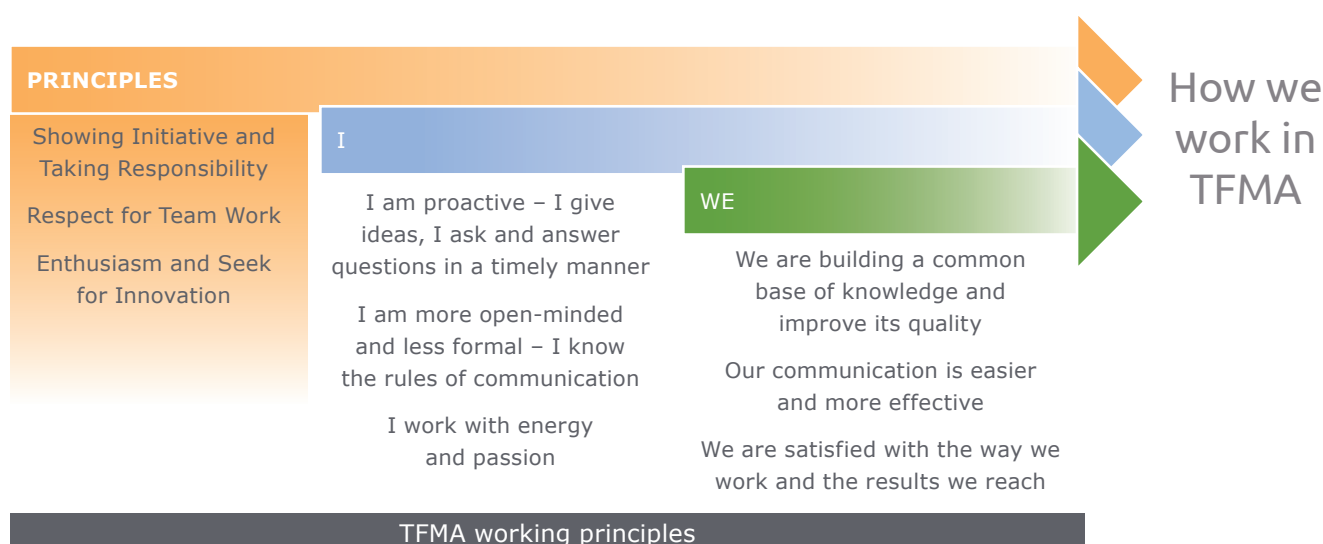 PRINCIPLES
Showing Initiative and
Taking Responsibility
Respect for Team Work
Enthusiasm and Seek
for Innovation
I
I am proactive – I give
ideas, I ask and answer
questions in a timely manner
I am more open-minded
and less formal – I know
the rules of communication
I work with energy
and passion
WE
We are building a common
base of knowledge and
improve its quality
Our communication is easier
and more effective
We are satisfied with the way we
work and the results we reach
How we
work in
TFMA
TFMA working principles